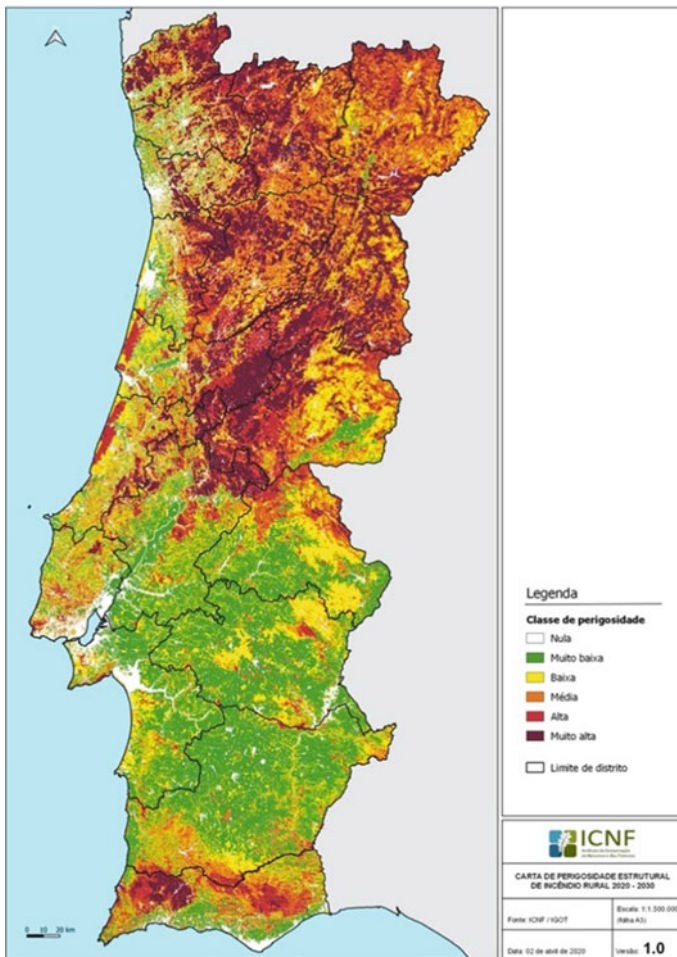 Legenda
Classe de perigosidade
Nula
Muito baixa
Baixa
Média
Alta
Muito alta
Limite de distrito
ICNF
CARTA DE PERIGOSIDADE ESTRUTURAL
DE INCÊNDIO RURAL 2020 - 2030
Fonte: ICNF / IGOT
Escala: 1:1.500.000
(folha A3)
Data: 02 de abril de 2020
Versão: 1.0
0 10 20 km